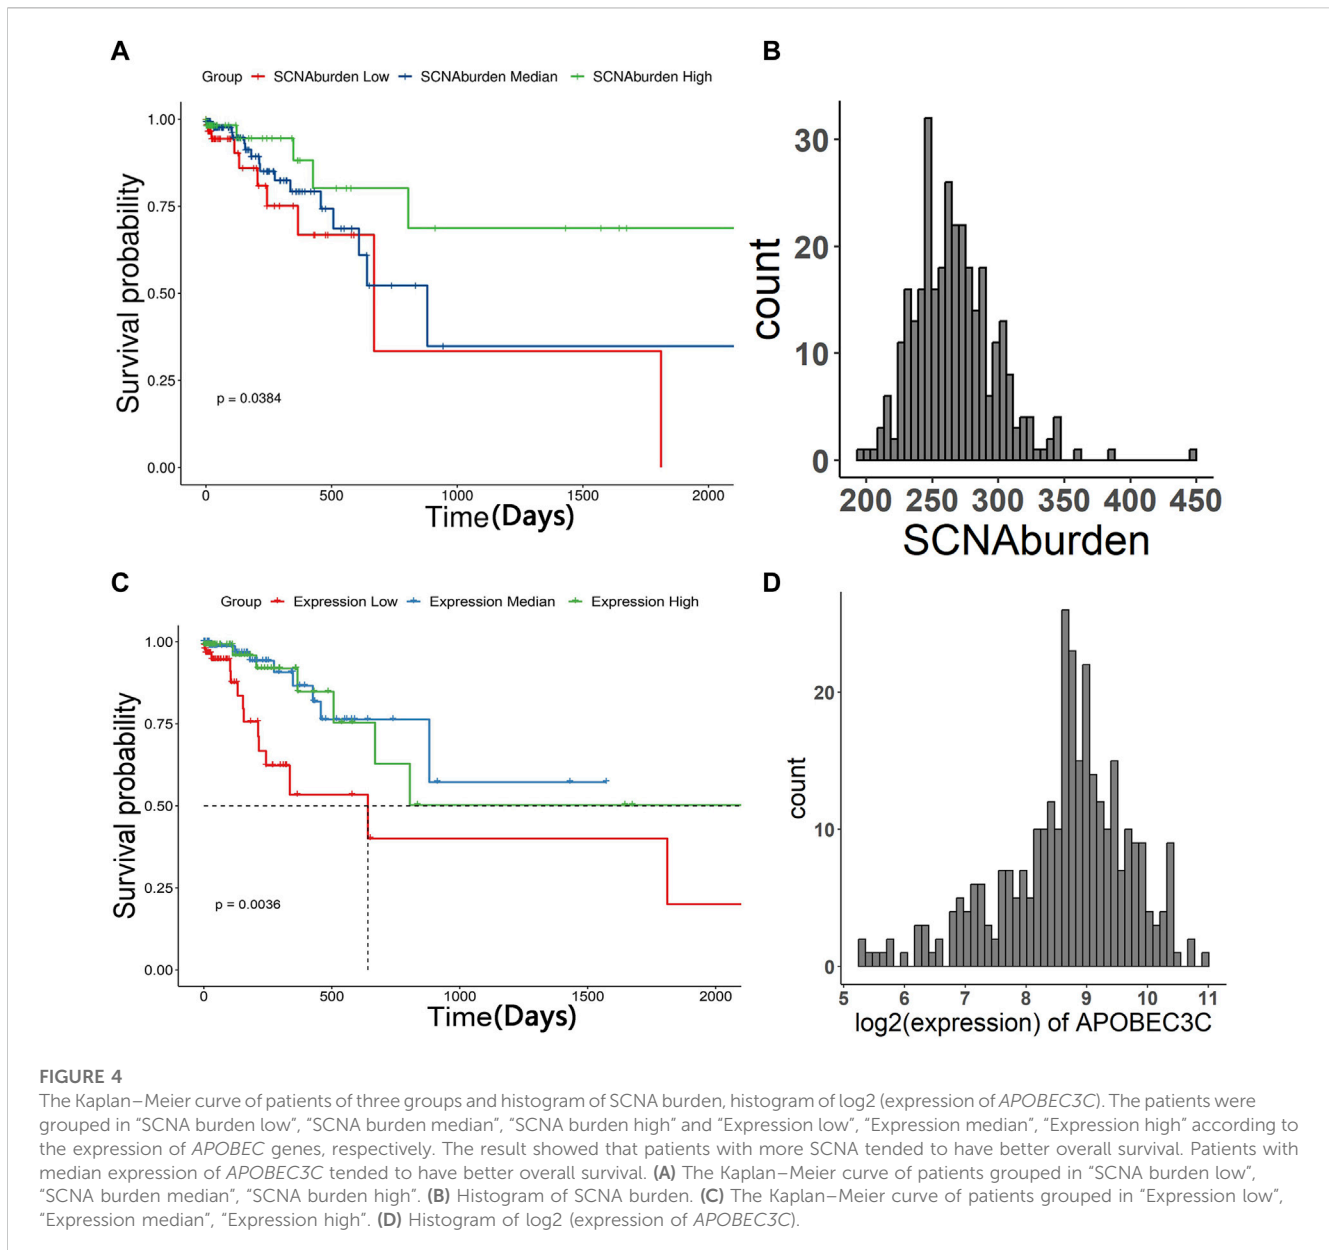 A
Group SCNAburden Low SCNAburden Median SCNAburden High
1.00
0.75
0.50
0.25
0.00
Survival probability
p = 0.0384
0 500 1000 1500 2000
Time(Days)
B
30
20
10
0
count
200 250 300 350 400 450
SCNAburden
C
Group Expression Low Expression Median Expression High
1.00
0.75
0.50
0.25
0.00
Survival probability
p = 0.0036
0 500 1000 1500 2000
Time(Days)
D
20
10
0
count
5 6 7 8 9 10 11
log2(expression) of APOBEC3C
FIGURE 4
The Kaplan–Meier curve of patients of three groups and histogram of SCNA burden, histogram of log2 (expression of APOBEC3C). The patients were
grouped in “SCNA burden low”, “SCNA burden median”, “SCNA burden high” and “Expression low”, “Expression median”, “Expression high” according to
the expression of APOBEC genes, respectively. The result showed that patients with more SCNA tended to have better overall survival. Patients with
median expression of APOBEC3C tended to have better overall survival. (A) The Kaplan–Meier curve of patients grouped in “SCNA burden low”,
“SCNA burden median”, “SCNA burden high”. (B) Histogram of SCNA burden. (C) The Kaplan–Meier curve of patients grouped in “Expression low”,
“Expression median”, “Expression high”. (D) Histogram of log2 (expression of APOBEC3C).